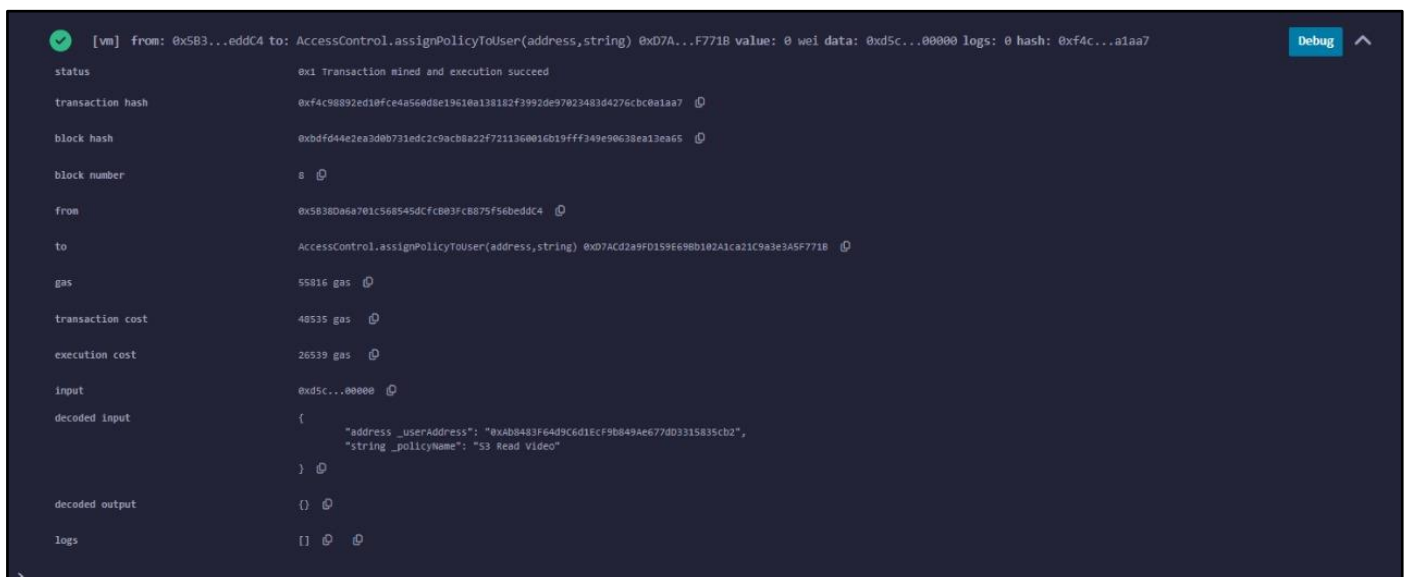 [vm] from: 0x5B3...eddC4 to: AccessControl.assignPolicyToUser(address,string) 0xD7A...F771B value: 0 wei data: 0xd5c...00000 logs: 0 hash: 0xf4c...a1aa7 Debug
status 0x1 Transaction mined and execution succeed
transaction hash 0xf4c98892ed10fce4a560d8e19610a138182f3992de97023483d4276cbc0a1aa7
block hash 0xbdfd44e2ea3d0b731edc2c9acb8a22f7211360016b19fff349e90638ea13ea65
block number 8
from 0x5B38Da6a701c568545dCfcB03FcB875f56beddC4
to AccessControl.assignPolicyToUser(address,string) 0xD7ACd2a9FD159E69Bb102A1ca21C9a3e3A5F771B
gas 55816 gas
transaction cost 48535 gas
execution cost 26539 gas
input 0xd5c...00000
decoded input {
"address _userAddress": "0xAb8483F64d9C6d1EcF9b849Ae677dD3315835cb2",
"string _policyName": "S3 Read Video"
}
decoded output {}
logs []